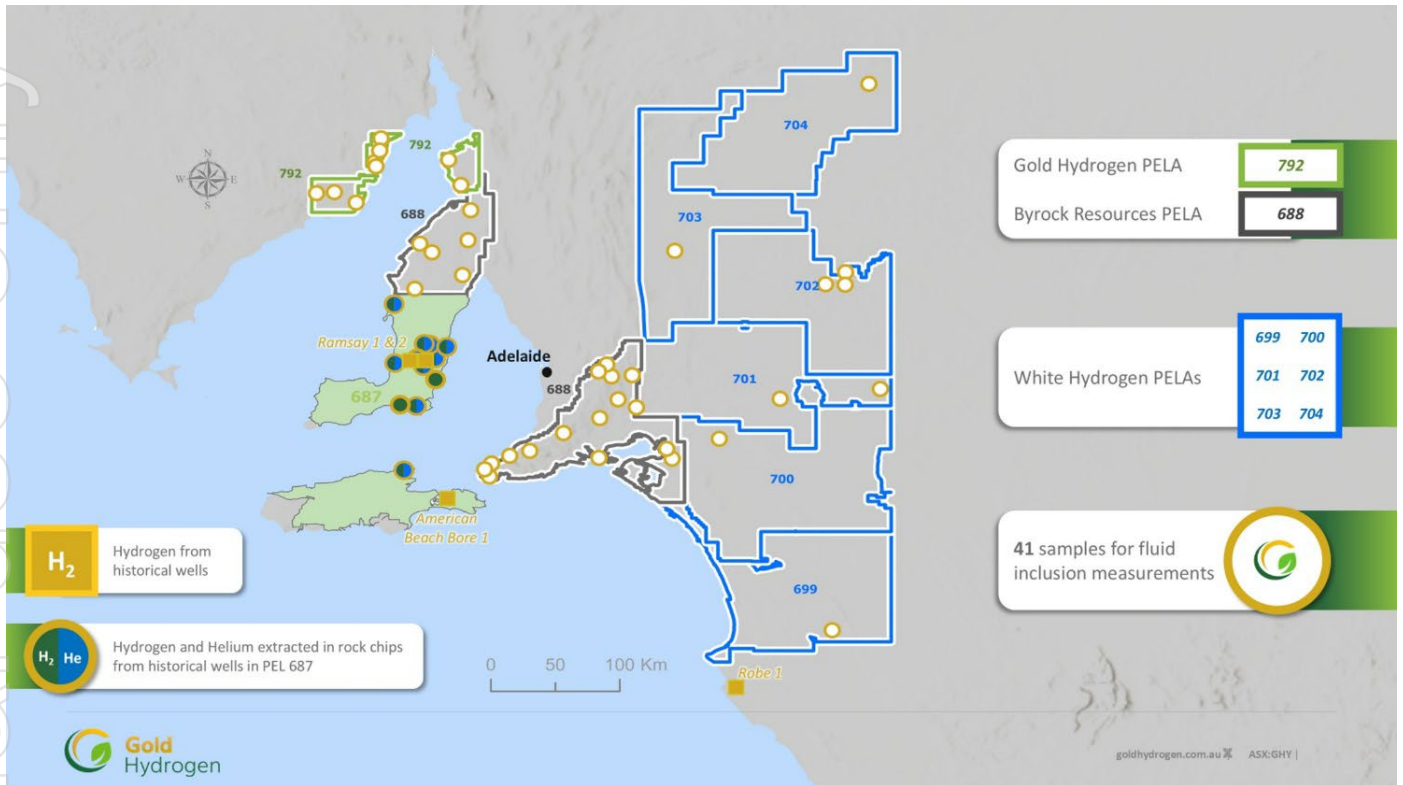 N
W
E
S
792
792
688
704
703
702
Ramsay 1 & 2
Adelaide
701
688
687
700
American
Beach Bore 1
699
Robe 1
0 50 100 Km
Gold Hydrogen PELA
792
Byrock Resources PELA
688
White Hydrogen PELAs
699 700
701 702
703 704
41 samples for fluid
inclusion measurements
H2
Hydrogen from
historical wells
H2 He
Hydrogen and Helium extracted in rock chips
from historical wells in PEL 687
Gold
Hydrogen
goldhydrogen.com.au
ASX:GHY |